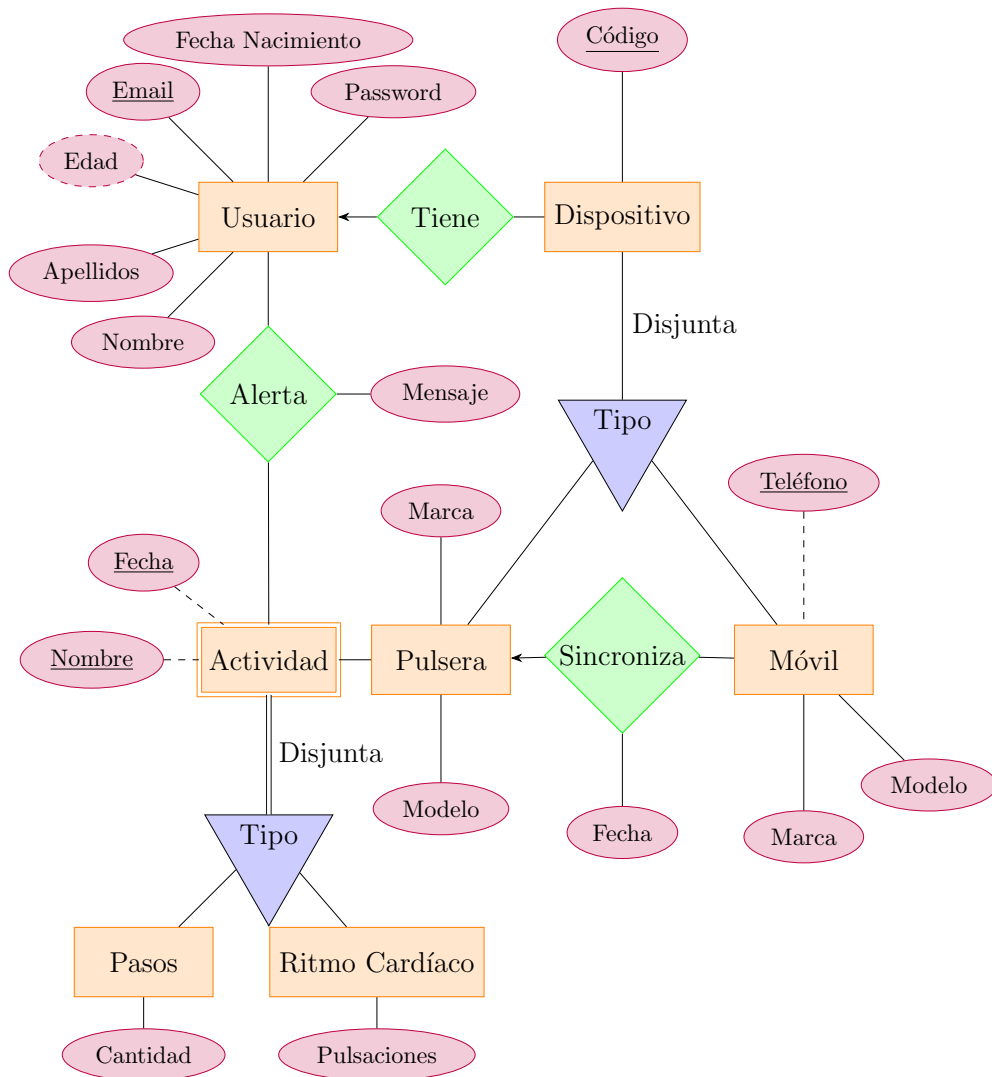 Fecha Nacimiento
Código
Email
Password
Edad
Usuario
Tiene
Dispositivo
Apellidos
Nombre
Disjunta
Alerta
Mensaje
Tipo
Marca
Teléfono
Fecha
Nombre
Actividad
Pulsera
Sincroniza
Móvil
Disjunta
Modelo
Fecha
Marca
Modelo
Tipo
Pasos
Ritmo Cardíaco
Cantidad
Pulsaciones